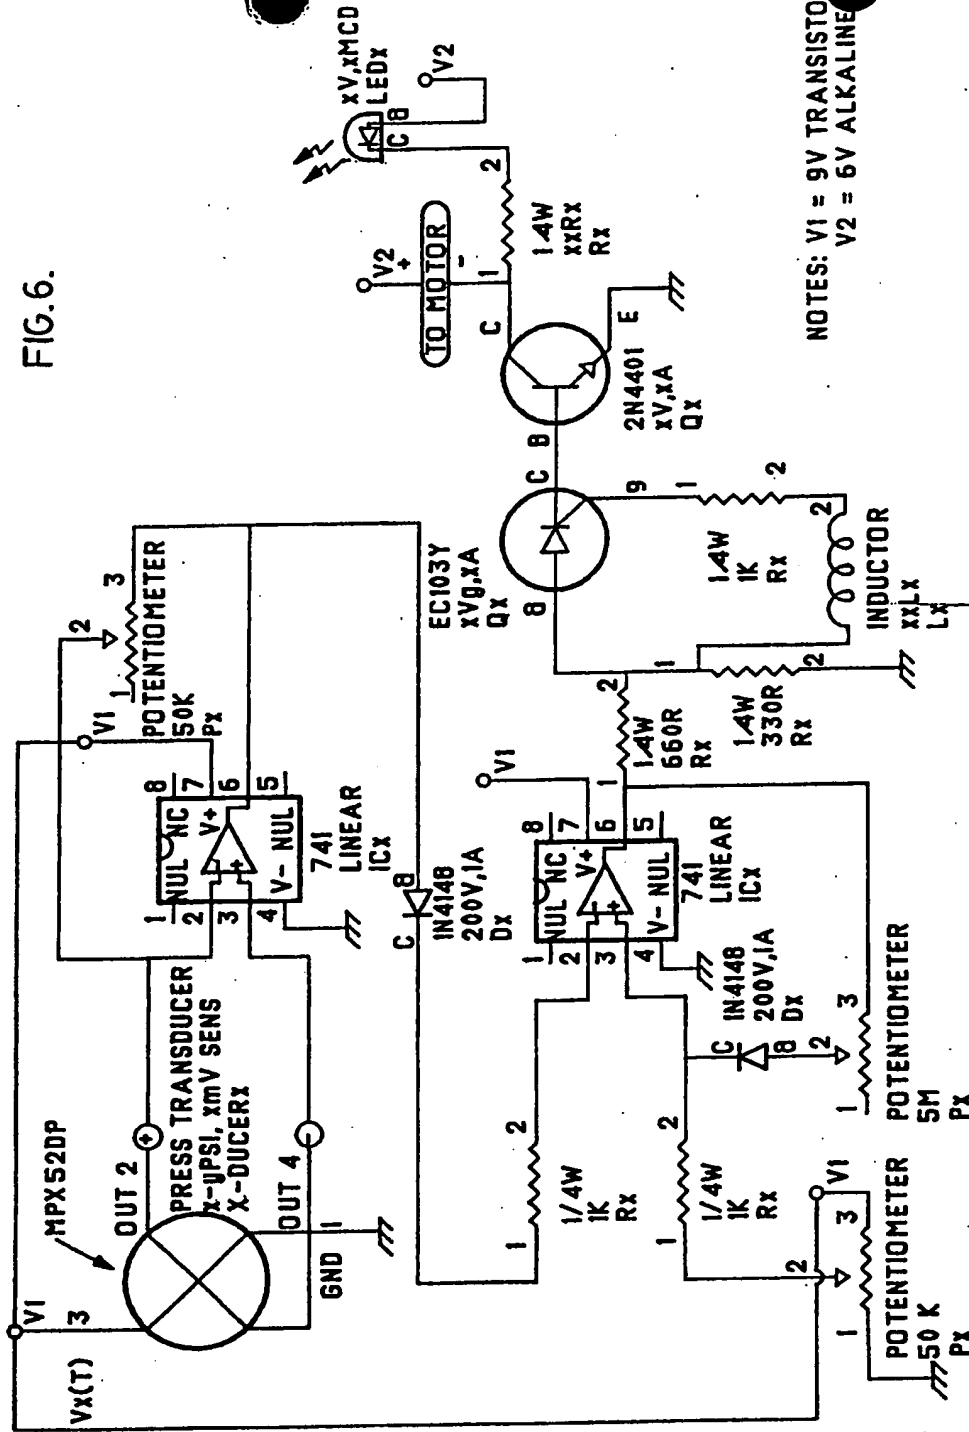 FIG.6.
Vx(T)
V1
3
MPX52DP
OUT 2
+
PRESS TRANSDUCER
x-yPSI, xmV SENS
X-DUCERx
OUT 4
GND
1
1
2
3
4
NUL
NC
V+
V-
NUL
8
7
6
5
741
LINEAR
ICx
V1
1
2
3
POTENTIOMETER
50K
Px
C
8
1N4148
200V,1A
Dx
1
2
1/4W
1K
Rx
1
2
1/4W
1K
Rx
1
2
3
V1
POTENTIOMETER
50 K
Px
1
2
3
POTENTIOMETER
5M
Px
C
8
1N4148
200V,1A
Dx
1
2
3
4
NUL
NC
V+
V-
NUL
8
7
6
5
741
LINEAR
ICx
V1
1
2
1/4W
660R
Rx
1
2
1/4W
330R
Rx
INDUCTOR
xxLx
Lx
2
1
2
1/4W
1K
Rx
EC103Y
xVg,xA
Qx
8
C
9
B
C
E
2N4401
xV,xA
Qx
TO MOTOR
+
-
V2
1
2
1/4W
xxRx
Rx
C
8
xV,xMCD
LEDx
V2
NOTES: V1 = 9V TRANSISTO
V2 = 6V ALKALINE